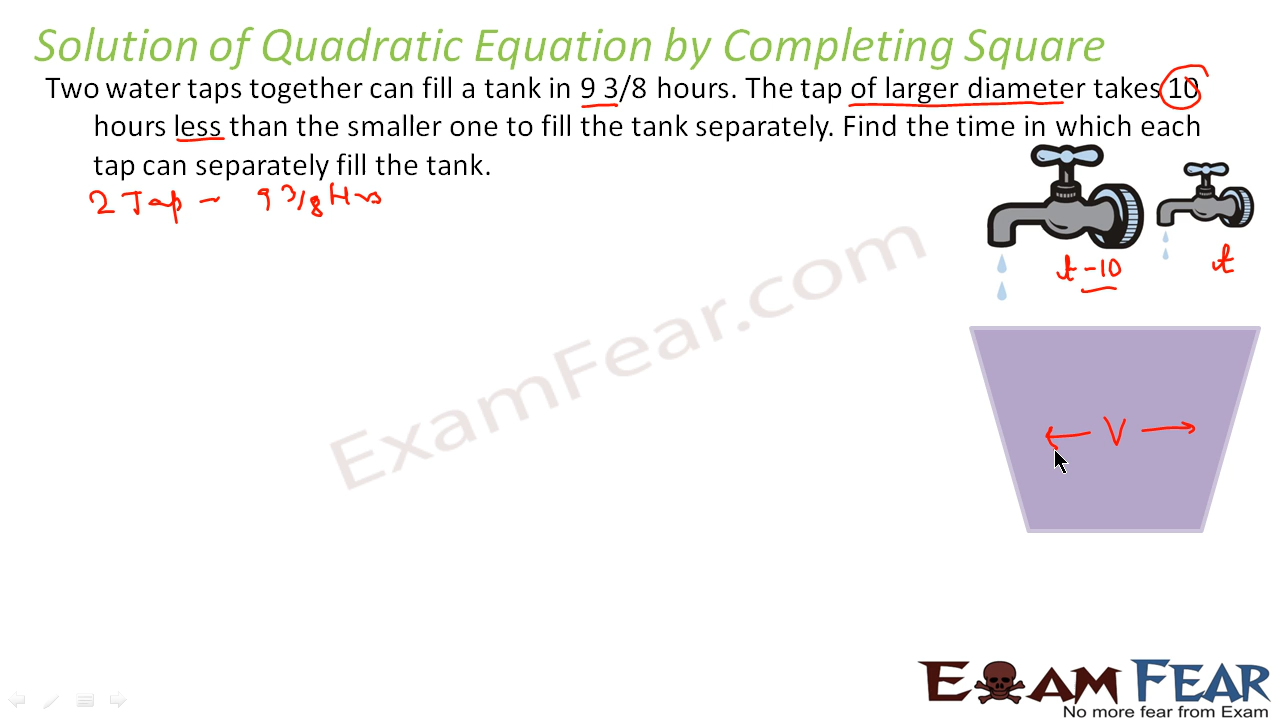 Solution of Quadratic Equation by Completing Square
Two water taps together can fill a tank in 9 3/8 hours. The tap of larger diameter takes 10
hours less than the smaller one to fill the tank separately. Find the time in which each
tap can separately fill the tank.
2 Tap - 9 3/8 Hrs
t-10
t
ExamFear.com
V
EXAM FEAR
No more fear from Exam